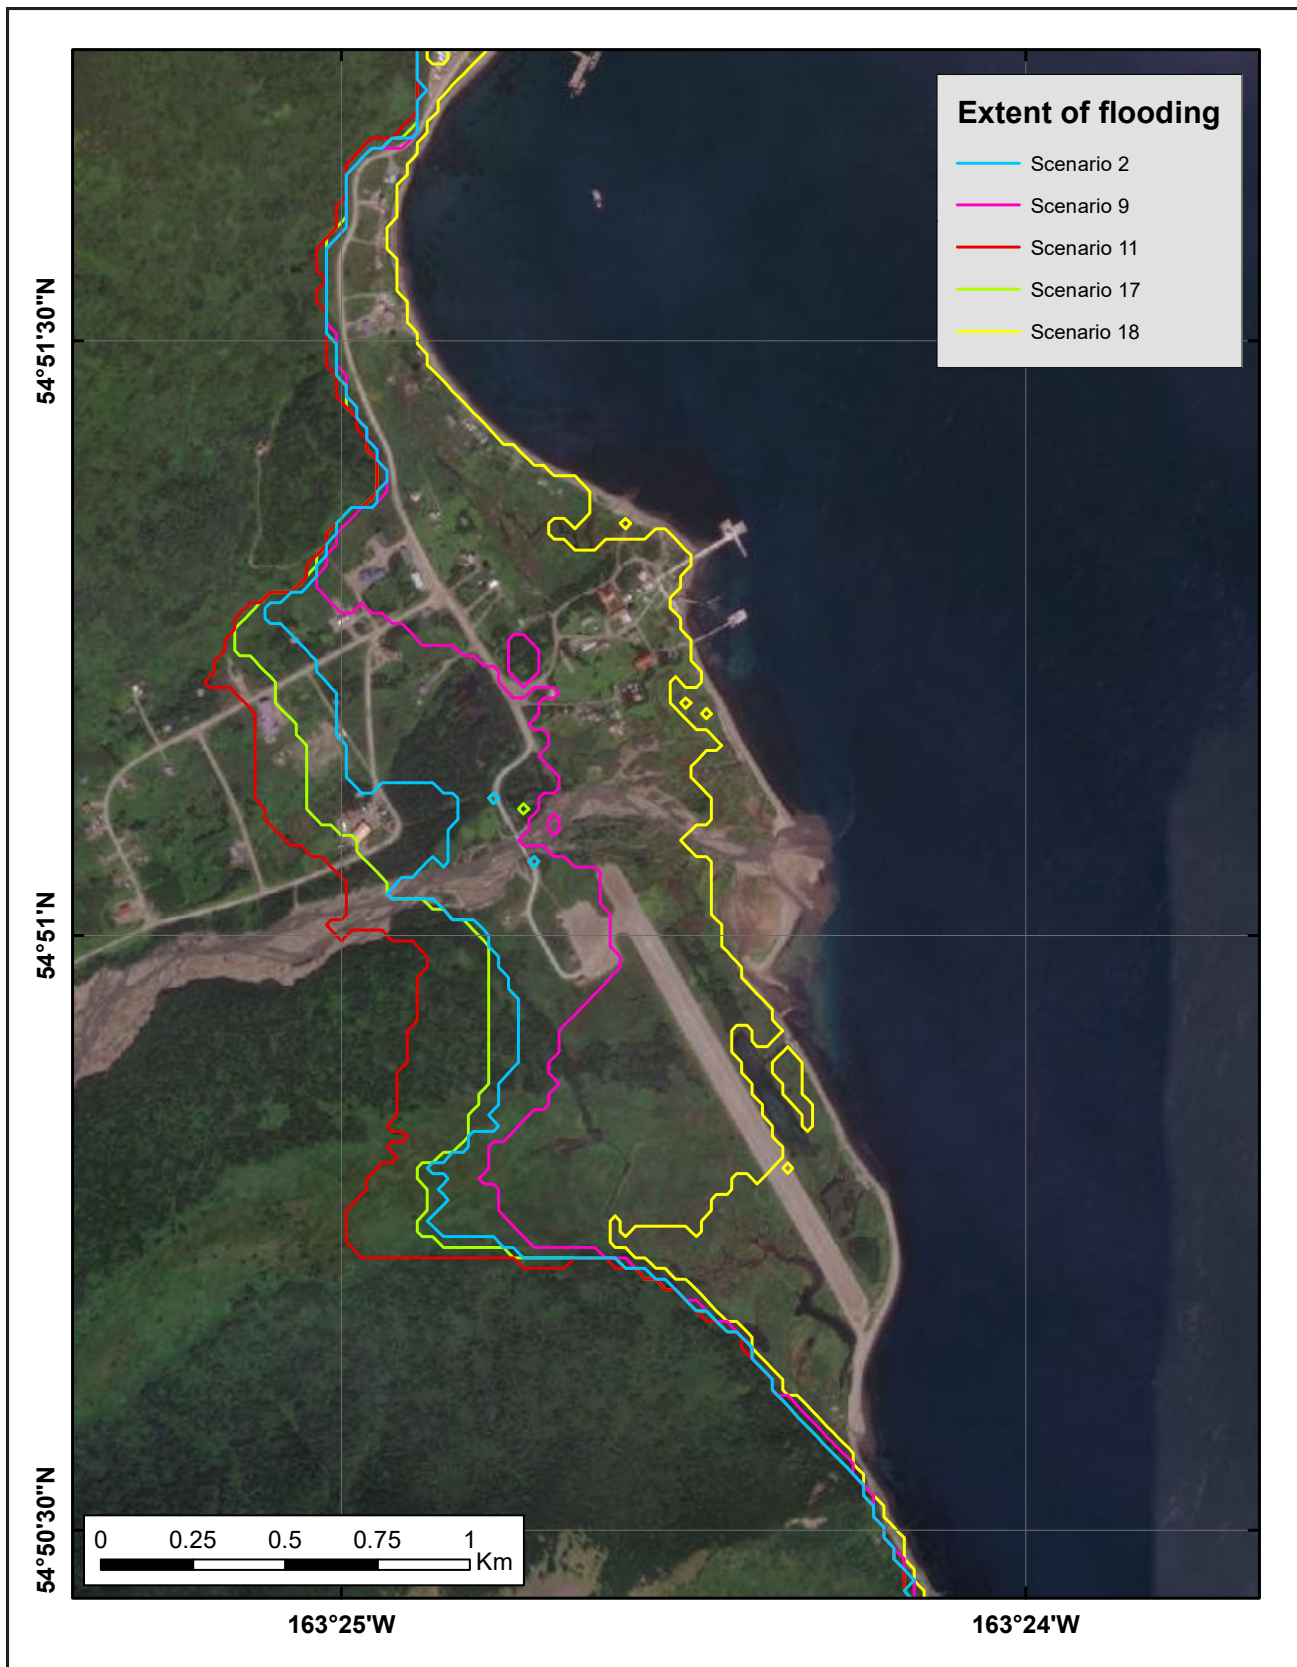 Extent of flooding
Scenario 2
Scenario 9
Scenario 11
Scenario 17
Scenario 18
54°51'30"N
54°51'N
54°50'30"N
0 0.25 0.5 0.75 1
Km
163°25'W 163°24'W